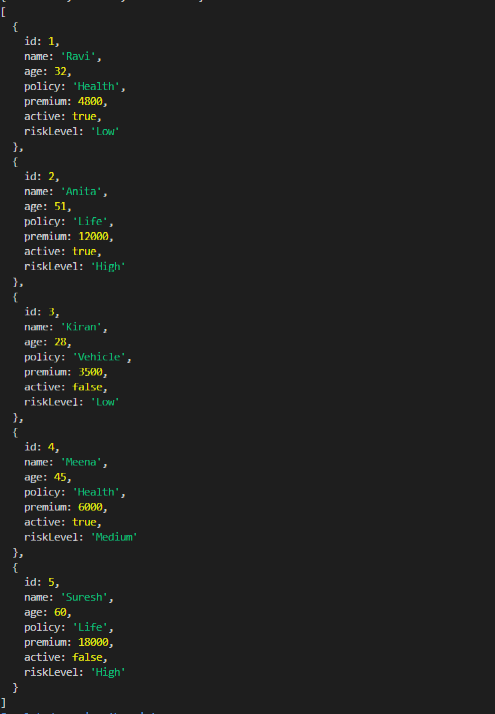 [
  {
    id: 1,
    name: 'Ravi',
    age: 32,
    policy: 'Health',
    premium: 4800,
    active: true,
    riskLevel: 'Low'
  },
  {
    id: 2,
    name: 'Anita',
    age: 51,
    policy: 'Life',
    premium: 12000,
    active: true,
    riskLevel: 'High'
  },
  {
    id: 3,
    name: 'Kiran',
    age: 28,
    policy: 'Vehicle',
    premium: 3500,
    active: false,
    riskLevel: 'Low'
  },
  {
    id: 4,
    name: 'Meena',
    age: 45,
    policy: 'Health',
    premium: 6000,
    active: true,
    riskLevel: 'Medium'
  },
  {
    id: 5,
    name: 'Suresh',
    age: 60,
    policy: 'Life',
    premium: 18000,
    active: false,
    riskLevel: 'High'
  }
]